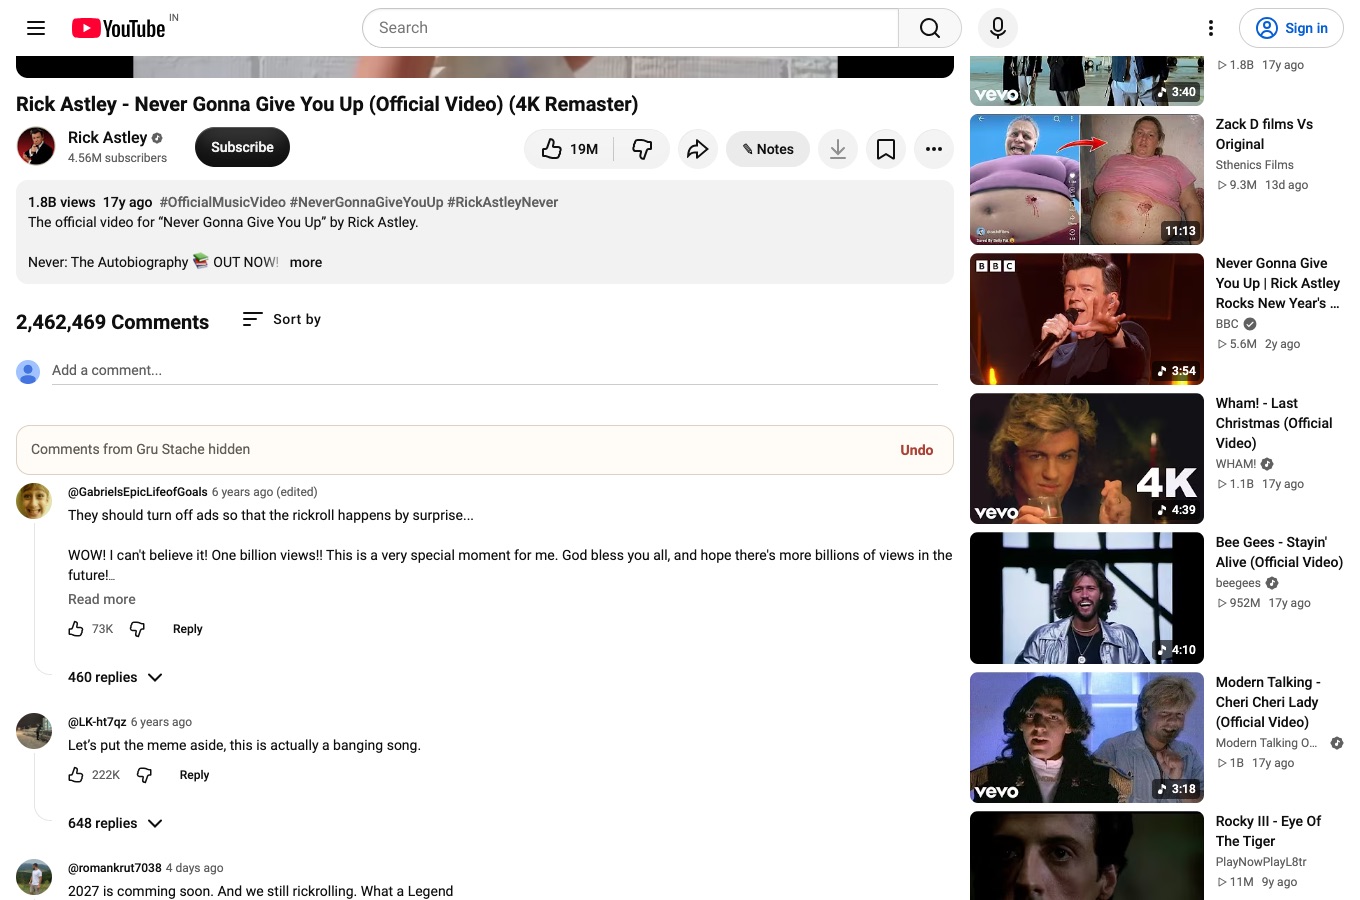 YouTube IN
Search
Sign in
Rick Astley - Never Gonna Give You Up (Official Video) (4K Remaster)
Rick Astley
4.56M subscribers
Subscribe
19M
✎ Notes
1.8B views 17y ago #OfficialMusicVideo #NeverGonnaGiveYouUp #RickAstleyNever
The official video for “Never Gonna Give You Up” by Rick Astley.
Never: The Autobiography 📚 OUT NOW! more
2,462,469 Comments
Sort by
Add a comment...
Comments from Gru Stache hidden
Undo
@GabrielsEpicLifeofGoals 6 years ago (edited)
They should turn off ads so that the rickroll happens by surprise...
WOW! I can't believe it! One billion views!! This is a very special moment for me. God bless you all, and hope there's more billions of views in the
future!...
Read more
73K
Reply
460 replies
@LK-ht7qz 6 years ago
Let’s put the meme aside, this is actually a banging song.
222K
Reply
648 replies
@romankrut7038 4 days ago
2027 is comming soon. And we still rickrolling. What a Legend
vevo
3:40
1.8B 17y ago
11:13
Zack D films Vs
Original
Sthenics Films
9.3M 13d ago
BBC
3:54
Never Gonna Give
You Up | Rick Astley
Rocks New Year's ...
BBC
5.6M 2y ago
4K
vevo
4:39
Wham! - Last
Christmas (Official
Video)
WHAM!
1.1B 17y ago
4:10
Bee Gees - Stayin'
Alive (Official Video)
beegees
952M 17y ago
vevo
3:18
Modern Talking -
Cheri Cheri Lady
(Official Video)
Modern Talking O...
1B 17y ago
Rocky III - Eye Of
The Tiger
PlayNowPlayL8tr
11M 9y ago